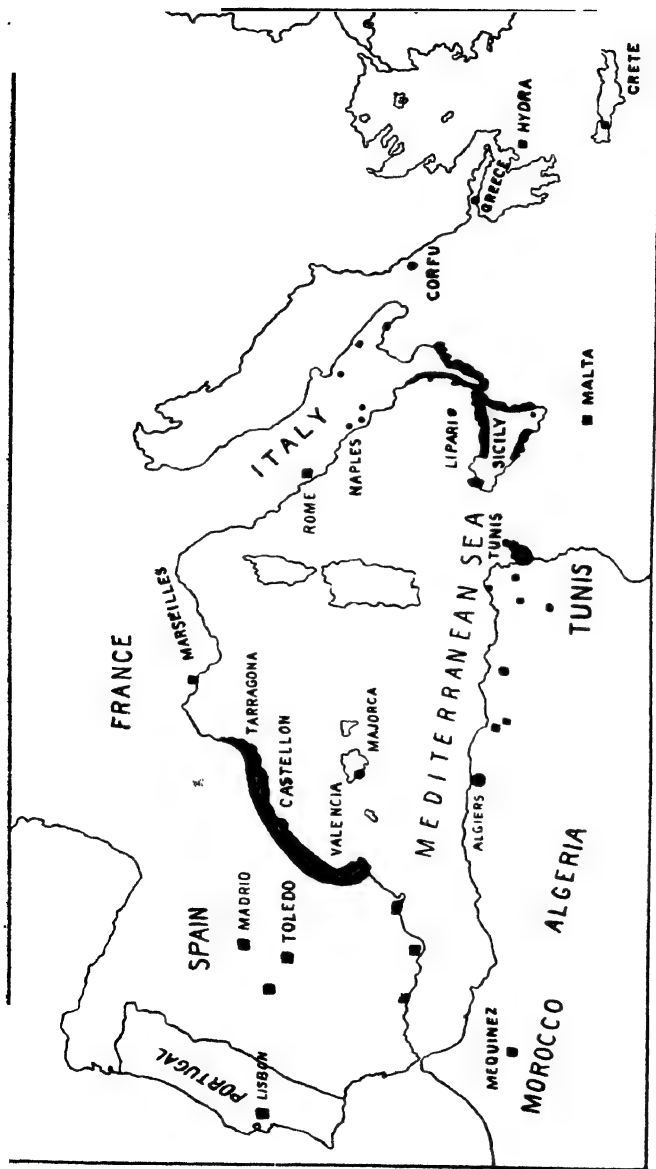 FRANCE
MARSEILLES
SPAIN
MADRIO
TOLEDO
PORTUGAL
LISBON
TARRAGONA
CASTELLON
VALENCIA
MAJORCA
ITALY
ROME
NAPLES
LIPARI
SICILY
CORFU
GREECE
HYDRA
CRETE
MALTA
MEDITERRANEAN SEA
TUNIS
TUNIS
ALGIERS
ALGERIA
MEQUINEZ
MOROCCO